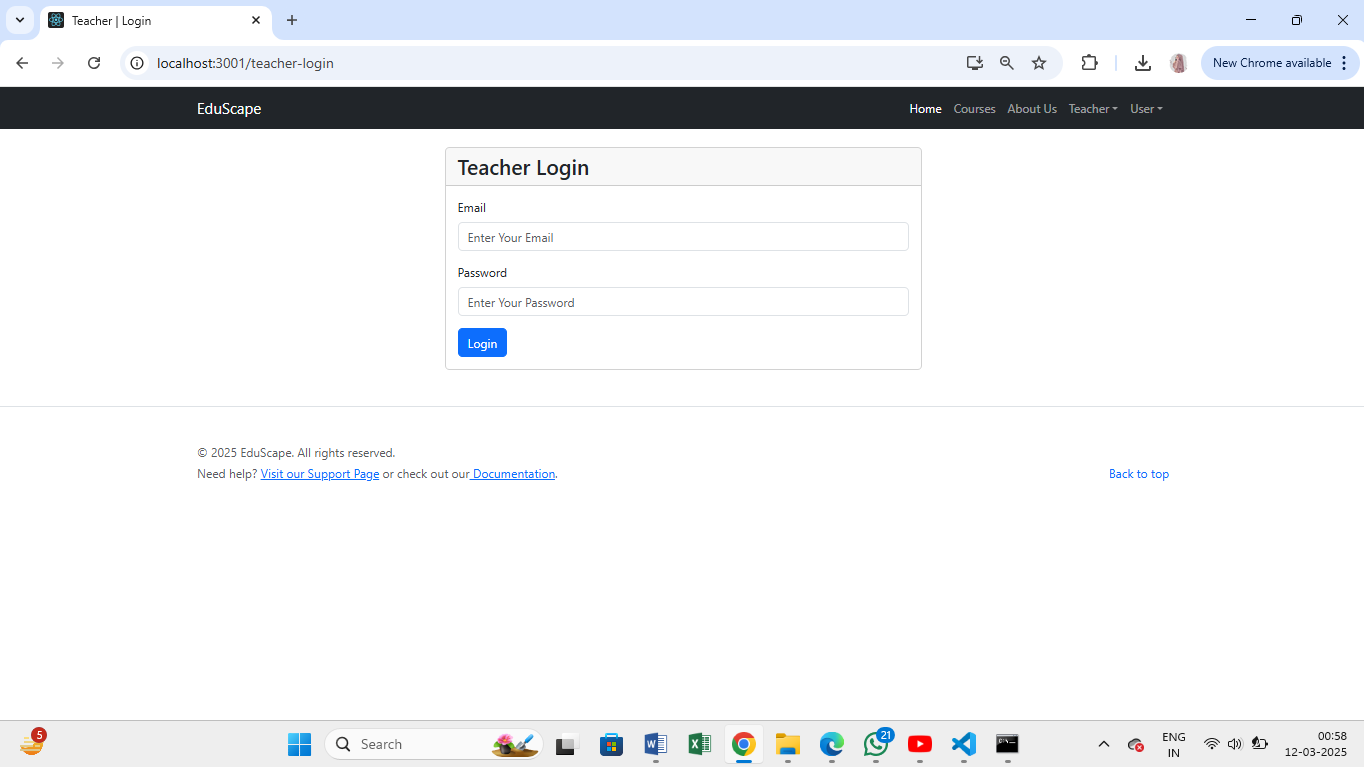 Teacher | Login
localhost:3001/teacher-login
New Chrome available
EduScape
Home Courses About Us Teacher User
Teacher Login
Email
Enter Your Email
Password
Enter Your Password
Login
© 2025 EduScape. All rights reserved.
Need help? Visit our Support Page or check out our Documentation.
Back to top
5
Search
21
ENG
IN
00:58
12-03-2025